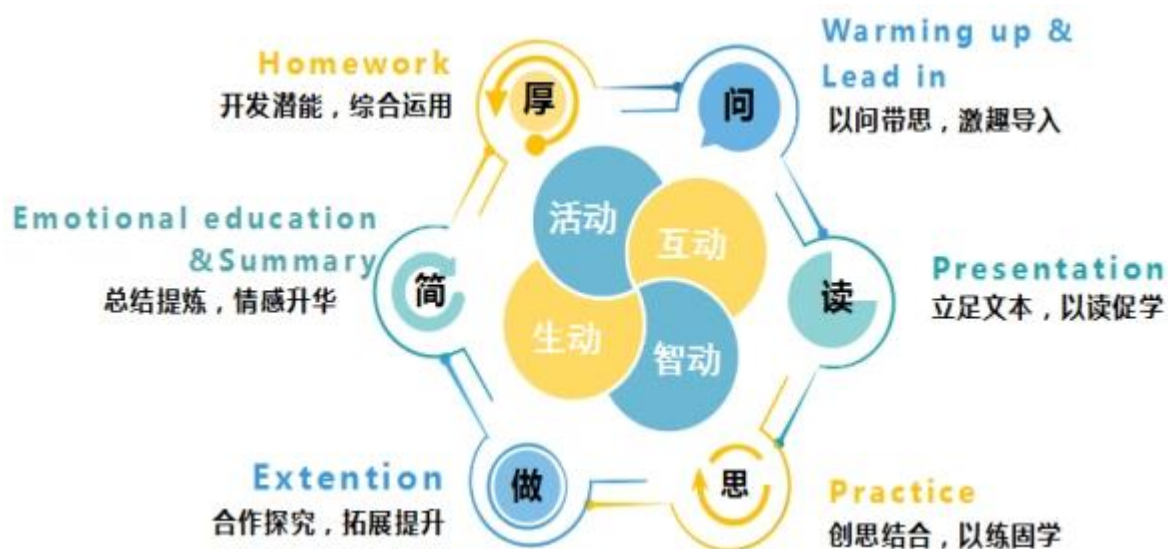 Homework
开发潜能，综合运用
厚
Warming up &
Lead in
以问带思，激趣导入
问
Emotional education
&Summary
总结提炼，情感升华
简
活动
互动
生动
智动
Presentation
立足文本，以读促学
读
Extention
合作探究，拓展提升
做
Practice
创思结合，以练固学
思